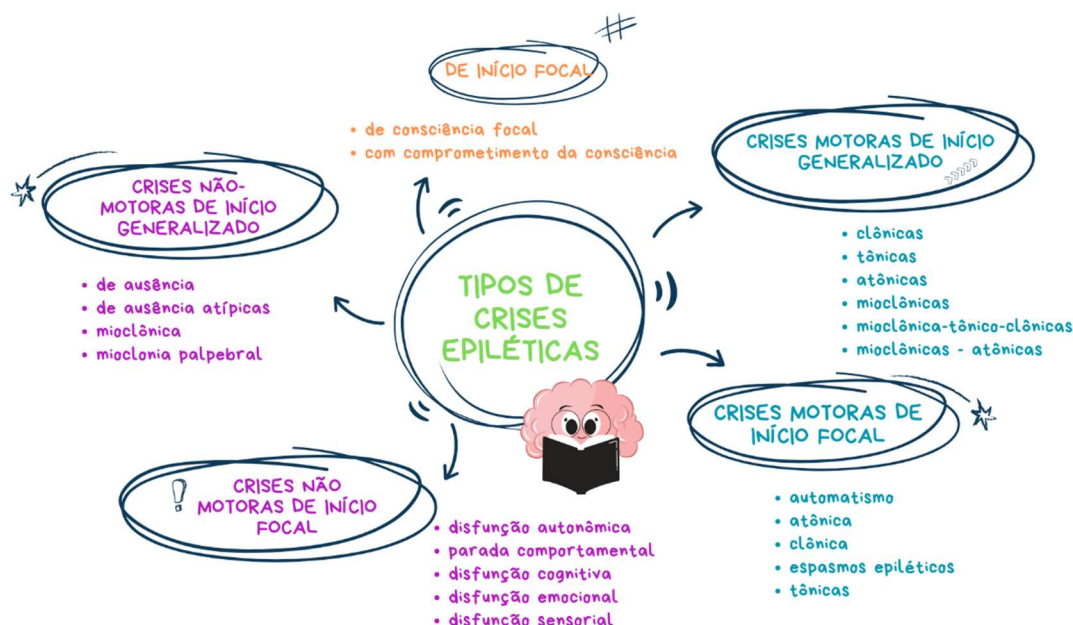 DE INÍCIO FOCAL
• de consciência focal
• com comprometimento da consciência
CRISES MOTORAS DE INÍCIO
GENERALIZADO
• clônicas
• tônicas
• atônicas
• mioclônicas
• mioclônica-tônico-clônicas
• mioclônicas - atônicas
CRISES NÃO-
MOTORAS DE INÍCIO
GENERALIZADO
• de ausência
• de ausência atípicas
• mioclônica
• mioclonia palpebral
TIPOS DE
CRISES
EPILÉTICAS
CRISES MOTORAS DE
INÍCIO FOCAL
• automatismo
• atônica
• clônica
• espasmos epiléticos
• tônicas
CRISES NÃO
MOTORAS DE INÍCIO
FOCAL
• disfunção autonômica
• parada comportamental
• disfunção cognitiva
• disfunção emocional
• disfunção sensorial